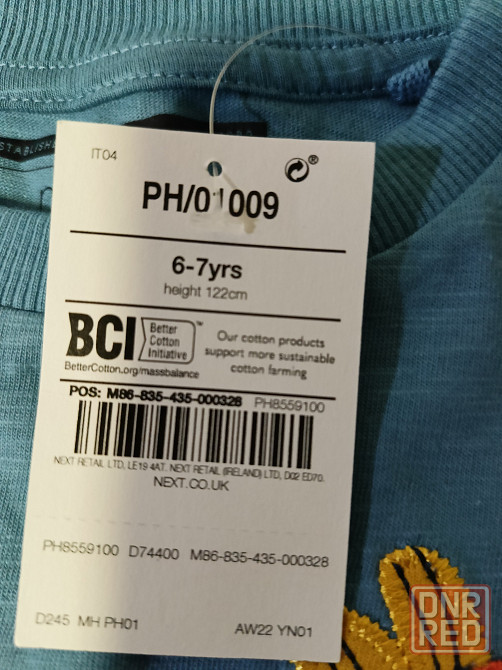 ESTABLISHED
IT04
®
PH/01009
6-7yrs
height 122cm
BCI Better Cotton Initiative™
BetterCotton.org/massbalance
Our cotton products
support more sustainable
cotton farming
POS: M86-835-435-000328 PH8559100
NEXT RETAIL LTD, LE19 4AT. NEXT RETAIL (IRELAND) LTD, D02 ED70.
NEXT.CO.UK
PH8559100 D74400 M86-835-435-000328
D245 MH PH01
AW22 YN01
DNR
RED